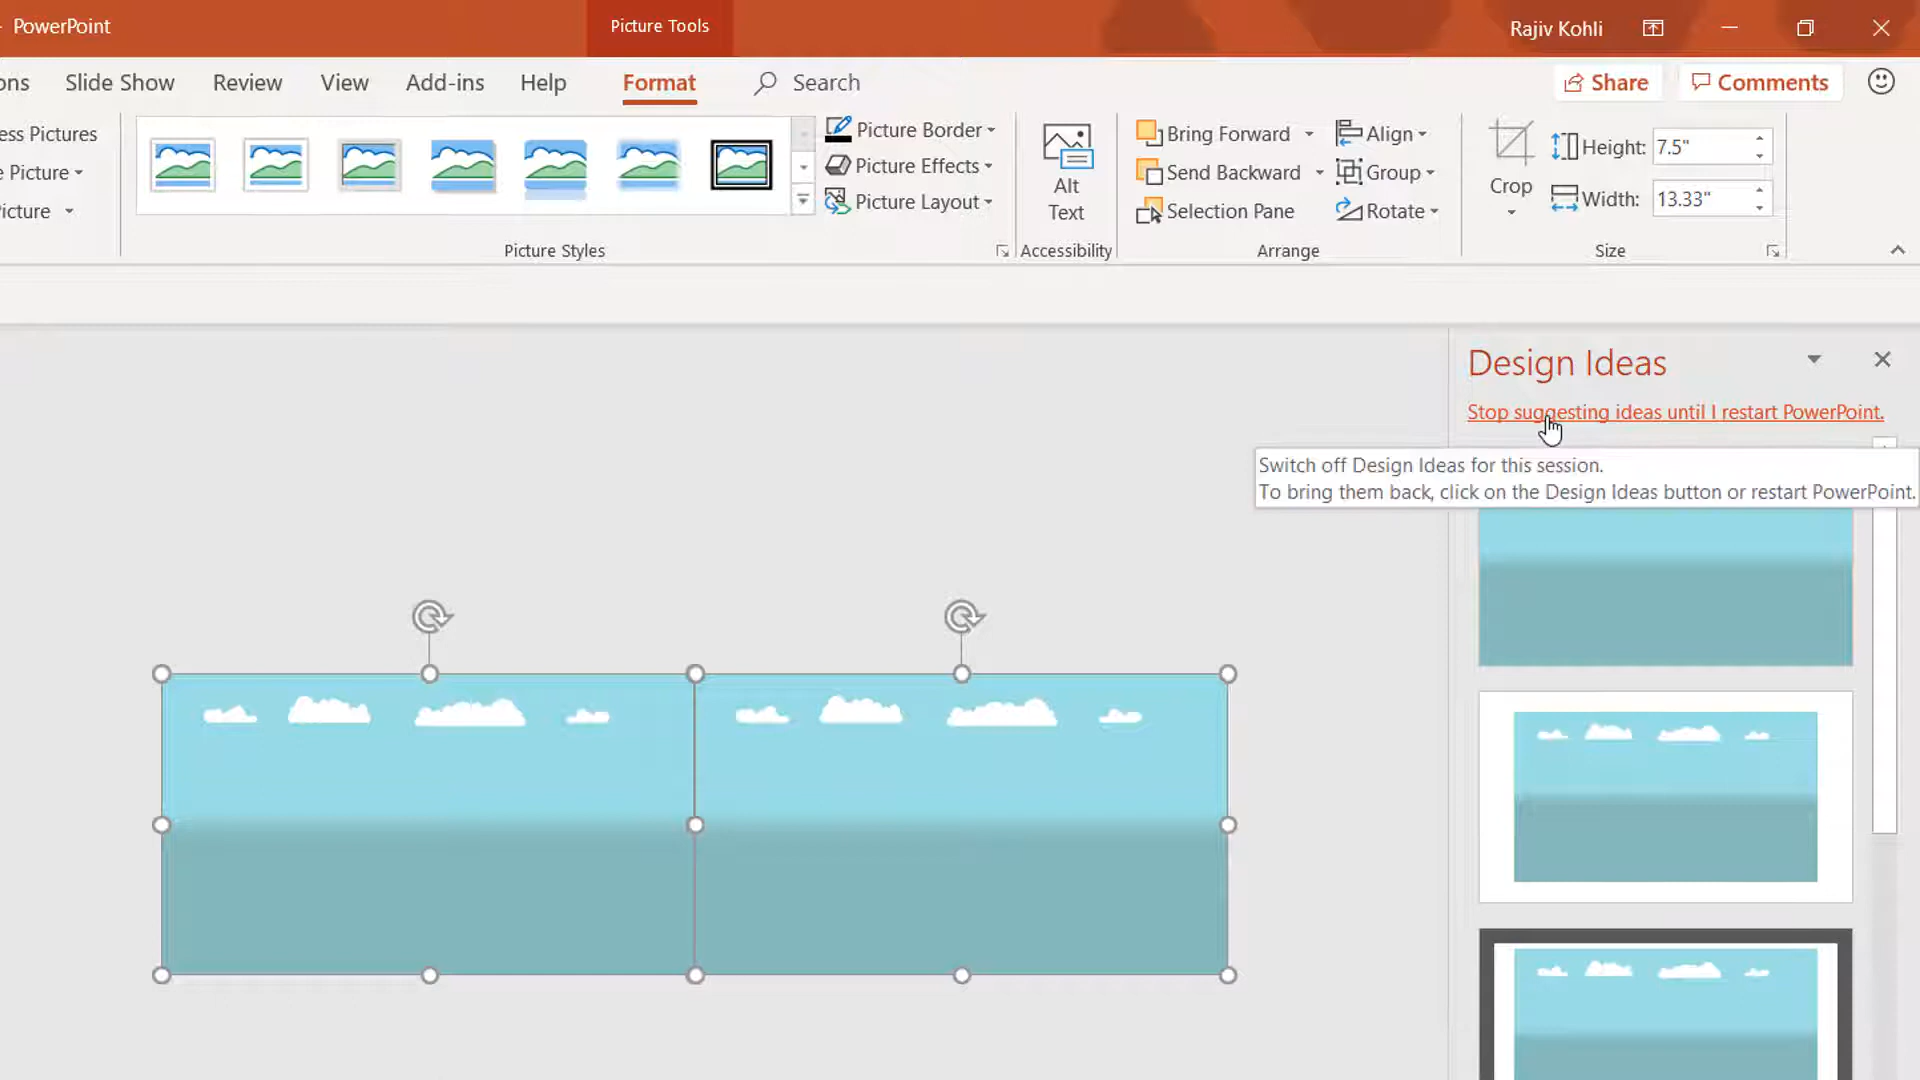 PowerPoint
Picture Tools
Rajiv Kohli
ons
Slide Show
Review
View
Add-ins
Help
Format
Search
Share
Comments
ess Pictures
e Picture
icture
Picture Border
Picture Effects
Picture Layout
Picture Styles
Alt
Text
Accessibility
Bring Forward
Send Backward
Selection Pane
Align
Group
Rotate
Arrange
Crop
Height: 7.5"
Width: 13.33"
Size
Design Ideas
Stop suggesting ideas until I restart PowerPoint.
Switch off Design Ideas for this session.
To bring them back, click on the Design Ideas button or restart PowerPoint.